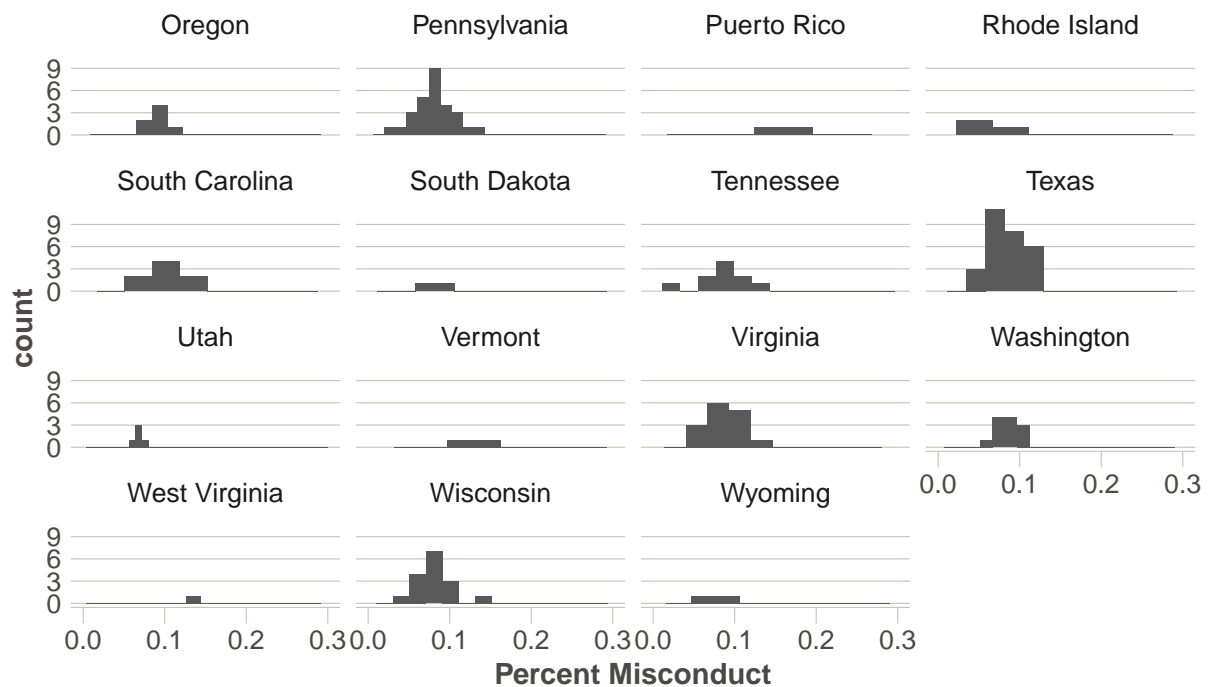 Oregon Pennsylvania Puerto Rico Rhode Island
9
6
3
0
South Carolina South Dakota Tennessee Texas
9
6
3
0
Utah Vermont Virginia Washington
9
6
3
0
0.0 0.1 0.2 0.3
West Virginia Wisconsin Wyoming
9
6
3
0
0.0 0.1 0.2 0.3 0.0 0.1 0.2 0.3 0.0 0.1 0.2 0.3
Percent Misconduct
count